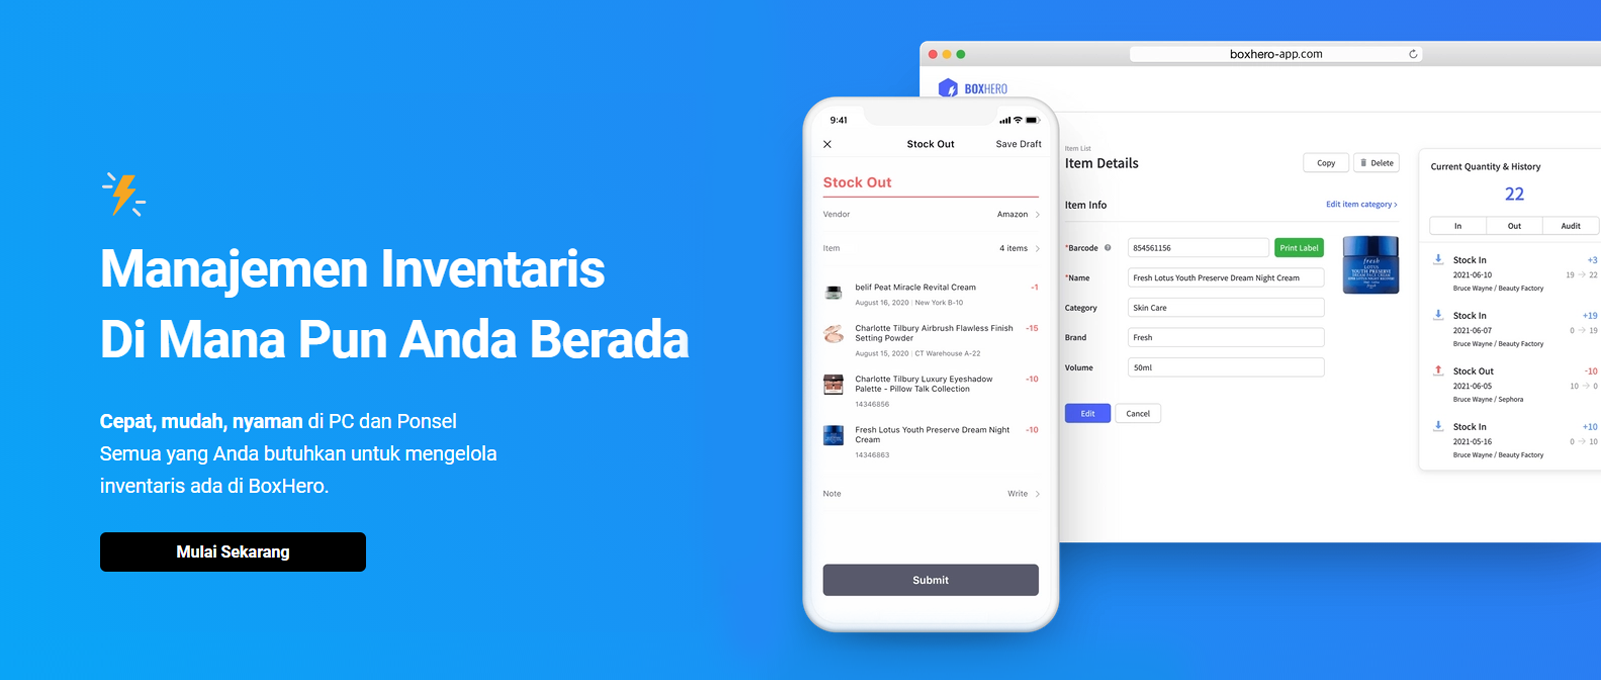 Manajemen Inventaris
Di Mana Pun Anda Berada
Cepat, mudah, nyaman di PC dan Ponsel
Semua yang Anda butuhkan untuk mengelola
inventaris ada di BoxHero.
Mulai Sekarang
9:41
Stock Out
Save Draft
Stock Out
Vendor
Amazon
Item
4 items
belif Peat Miracle Revital Cream
-1
August 16, 2020 | New York B-10
Charlotte Tilbury Airbrush Flawless Finish
Setting Powder
-15
August 15, 2020 | CT Warehouse A-22
Charlotte Tilbury Luxury Eyeshadow
Palette - Pillow Talk Collection
-10
14346856
Fresh Lotus Youth Preserve Dream Night
Cream
-10
14346863
Note
Write
Submit
boxhero-app.com
BOXHERO
Item List
Item Details
Copy
Delete
Item Info
Edit item category
*Barcode
854561156
Print Label
*Name
Fresh Lotus Youth Preserve Dream Night Cream
Category
Skin Care
Brand
Fresh
Volume
50ml
Edit
Cancel
fresh
LOTUS
YOUTH PRESERVE
Current Quantity & History
22
In
Out
Audit
Stock In
+3
2021-06-10
19 → 22
Bruce Wayne / Beauty Factory
Stock In
+19
2021-06-07
0 → 19
Bruce Wayne / Beauty Factory
Stock Out
-10
2021-06-05
10 → 0
Bruce Wayne / Sephora
Stock In
+10
2021-05-16
0 → 10
Bruce Wayne / Beauty Factory